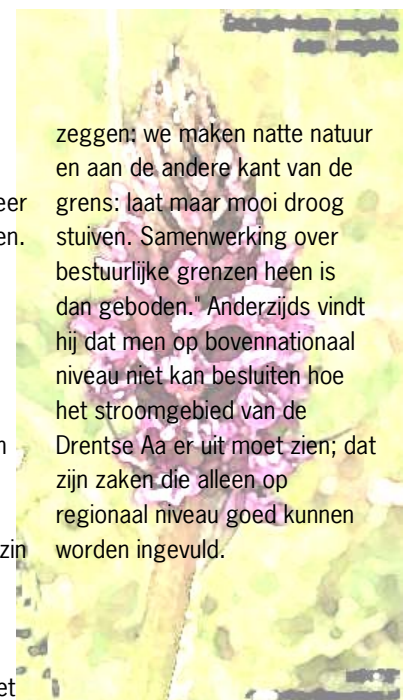 zeggen: we maken natte natuur
en aan de andere kant van de
grens: laat maar mooi droog
stuiven. Samenwerking over
bestuurlijke grenzen heen is
dan geboden." Anderzijds vindt
hij dat men op bovennationaal
niveau niet kan besluiten hoe
het stroomgebied van de
Drentse Aa er uit moet zien; dat
zijn zaken die alleen op
regionaal niveau goed kunnen
worden ingevuld.